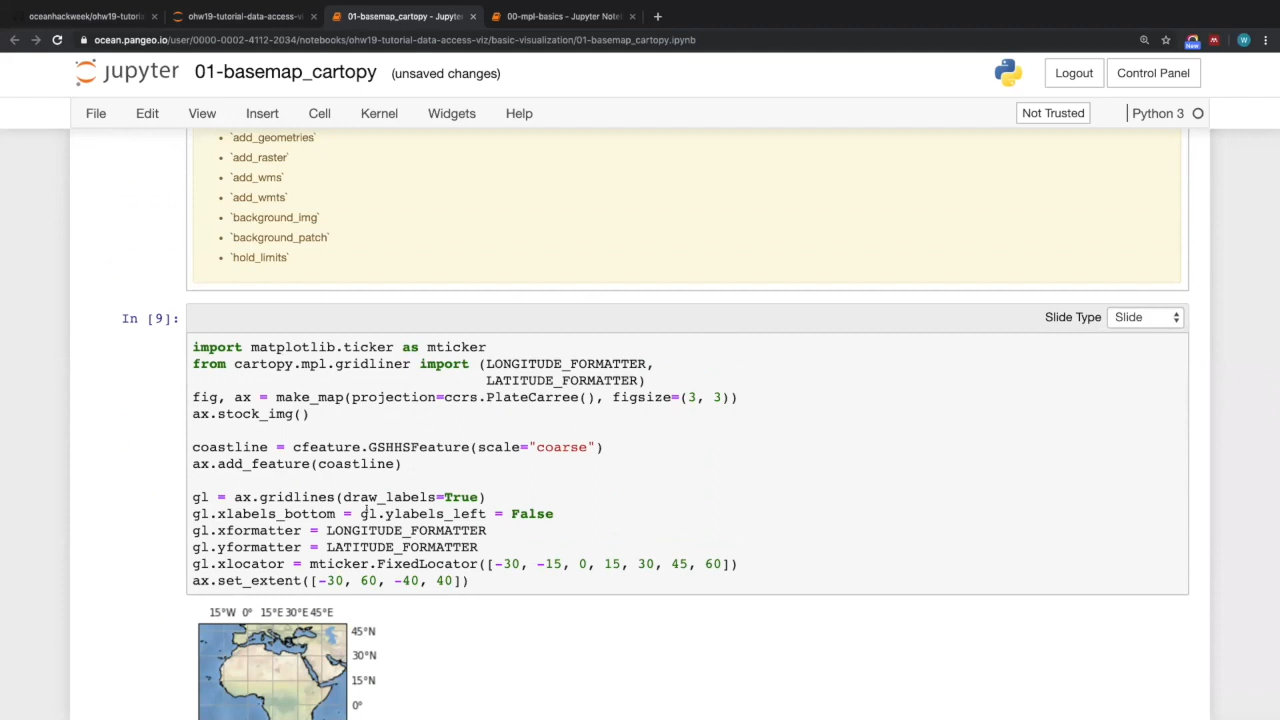 oceanhackweek/ohw19-tutoria
ohw19-tutorial-data-access-vi
01-basemap_cartopy - Jupyte
00-mpl-basics - Jupyter Note
ocean.pangeo.io/user/0000-0002-4112-2034/notebooks/ohw19-tutorial-data-access-viz/basic-visualization/01-basemap_cartopy.ipynb
New
W
jupyter 01-basemap_cartopy (unsaved changes)
Logout
Control Panel
File Edit View Insert Cell Kernel Widgets Help
Not Trusted
Python 3
• `add_geometries`
• `add_raster`
• `add_wms`
• `add_wmts`
• `background_img`
• `background_patch`
• `hold_limits`
In [9]:
Slide Type Slide
import matplotlib.ticker as mticker
from cartopy.mpl.gridliner import (LONGITUDE_FORMATTER,
LATITUDE_FORMATTER)
fig, ax = make_map(projection=ccrs.PlateCarree(), figsize=(3, 3))
ax.stock_img()
coastline = cfeature.GSHHSFeature(scale="coarse")
ax.add_feature(coastline)
gl = ax.gridlines(draw_labels=True)
gl.xlabels_bottom = gl.ylabels_left = False
gl.xformatter = LONGITUDE_FORMATTER
gl.yformatter = LATITUDE_FORMATTER
gl.xlocator = mticker.FixedLocator([-30, -15, 0, 15, 30, 45, 60])
ax.set_extent([-30, 60, -40, 40])
15°W 0° 15°E 30°E 45°E
45°N
30°N
15°N
0°